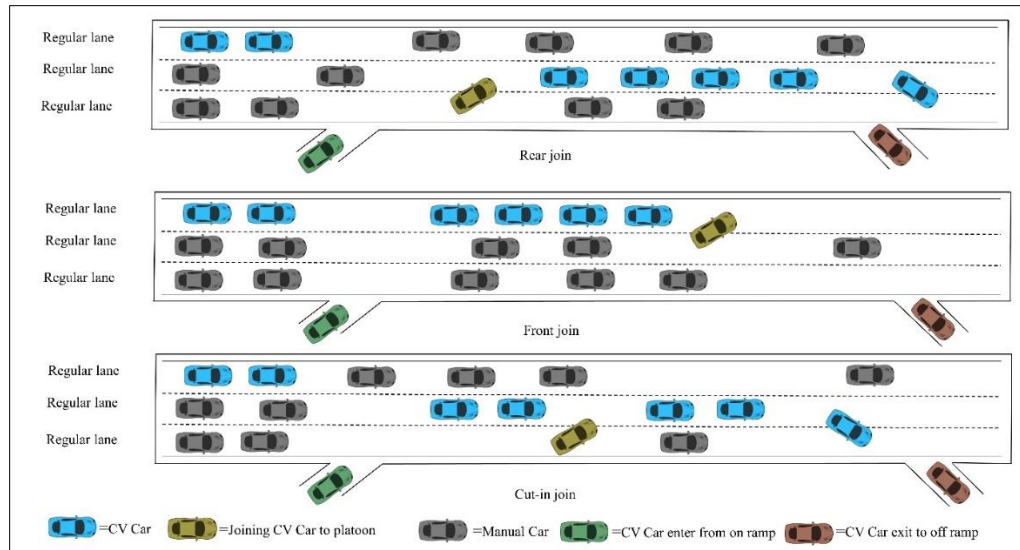 Regular lane
Regular lane
Regular lane
Rear join
Regular lane
Regular lane
Regular lane
Front join
Regular lane
Regular lane
Regular lane
Cut-in join
=CV Car =Joining CV Car to platoon =Manual Car =CV Car enter from on ramp =CV Car exit to off ramp